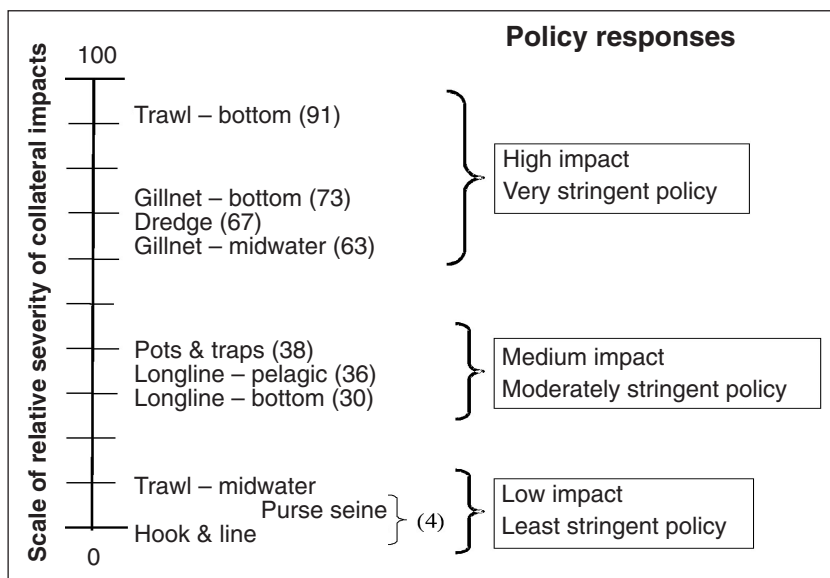 Policy responses
Scale of relative severity of collateral impacts
100
Trawl – bottom (91)
High impact
Very stringent policy
Gillnet – bottom (73)
Dredge (67)
Gillnet – midwater (63)
Pots & traps (38)
Longline – pelagic (36)
Longline – bottom (30)
Medium impact
Moderately stringent policy
Trawl – midwater
Purse seine
(4)
Hook & line
Low impact
Least stringent policy
0